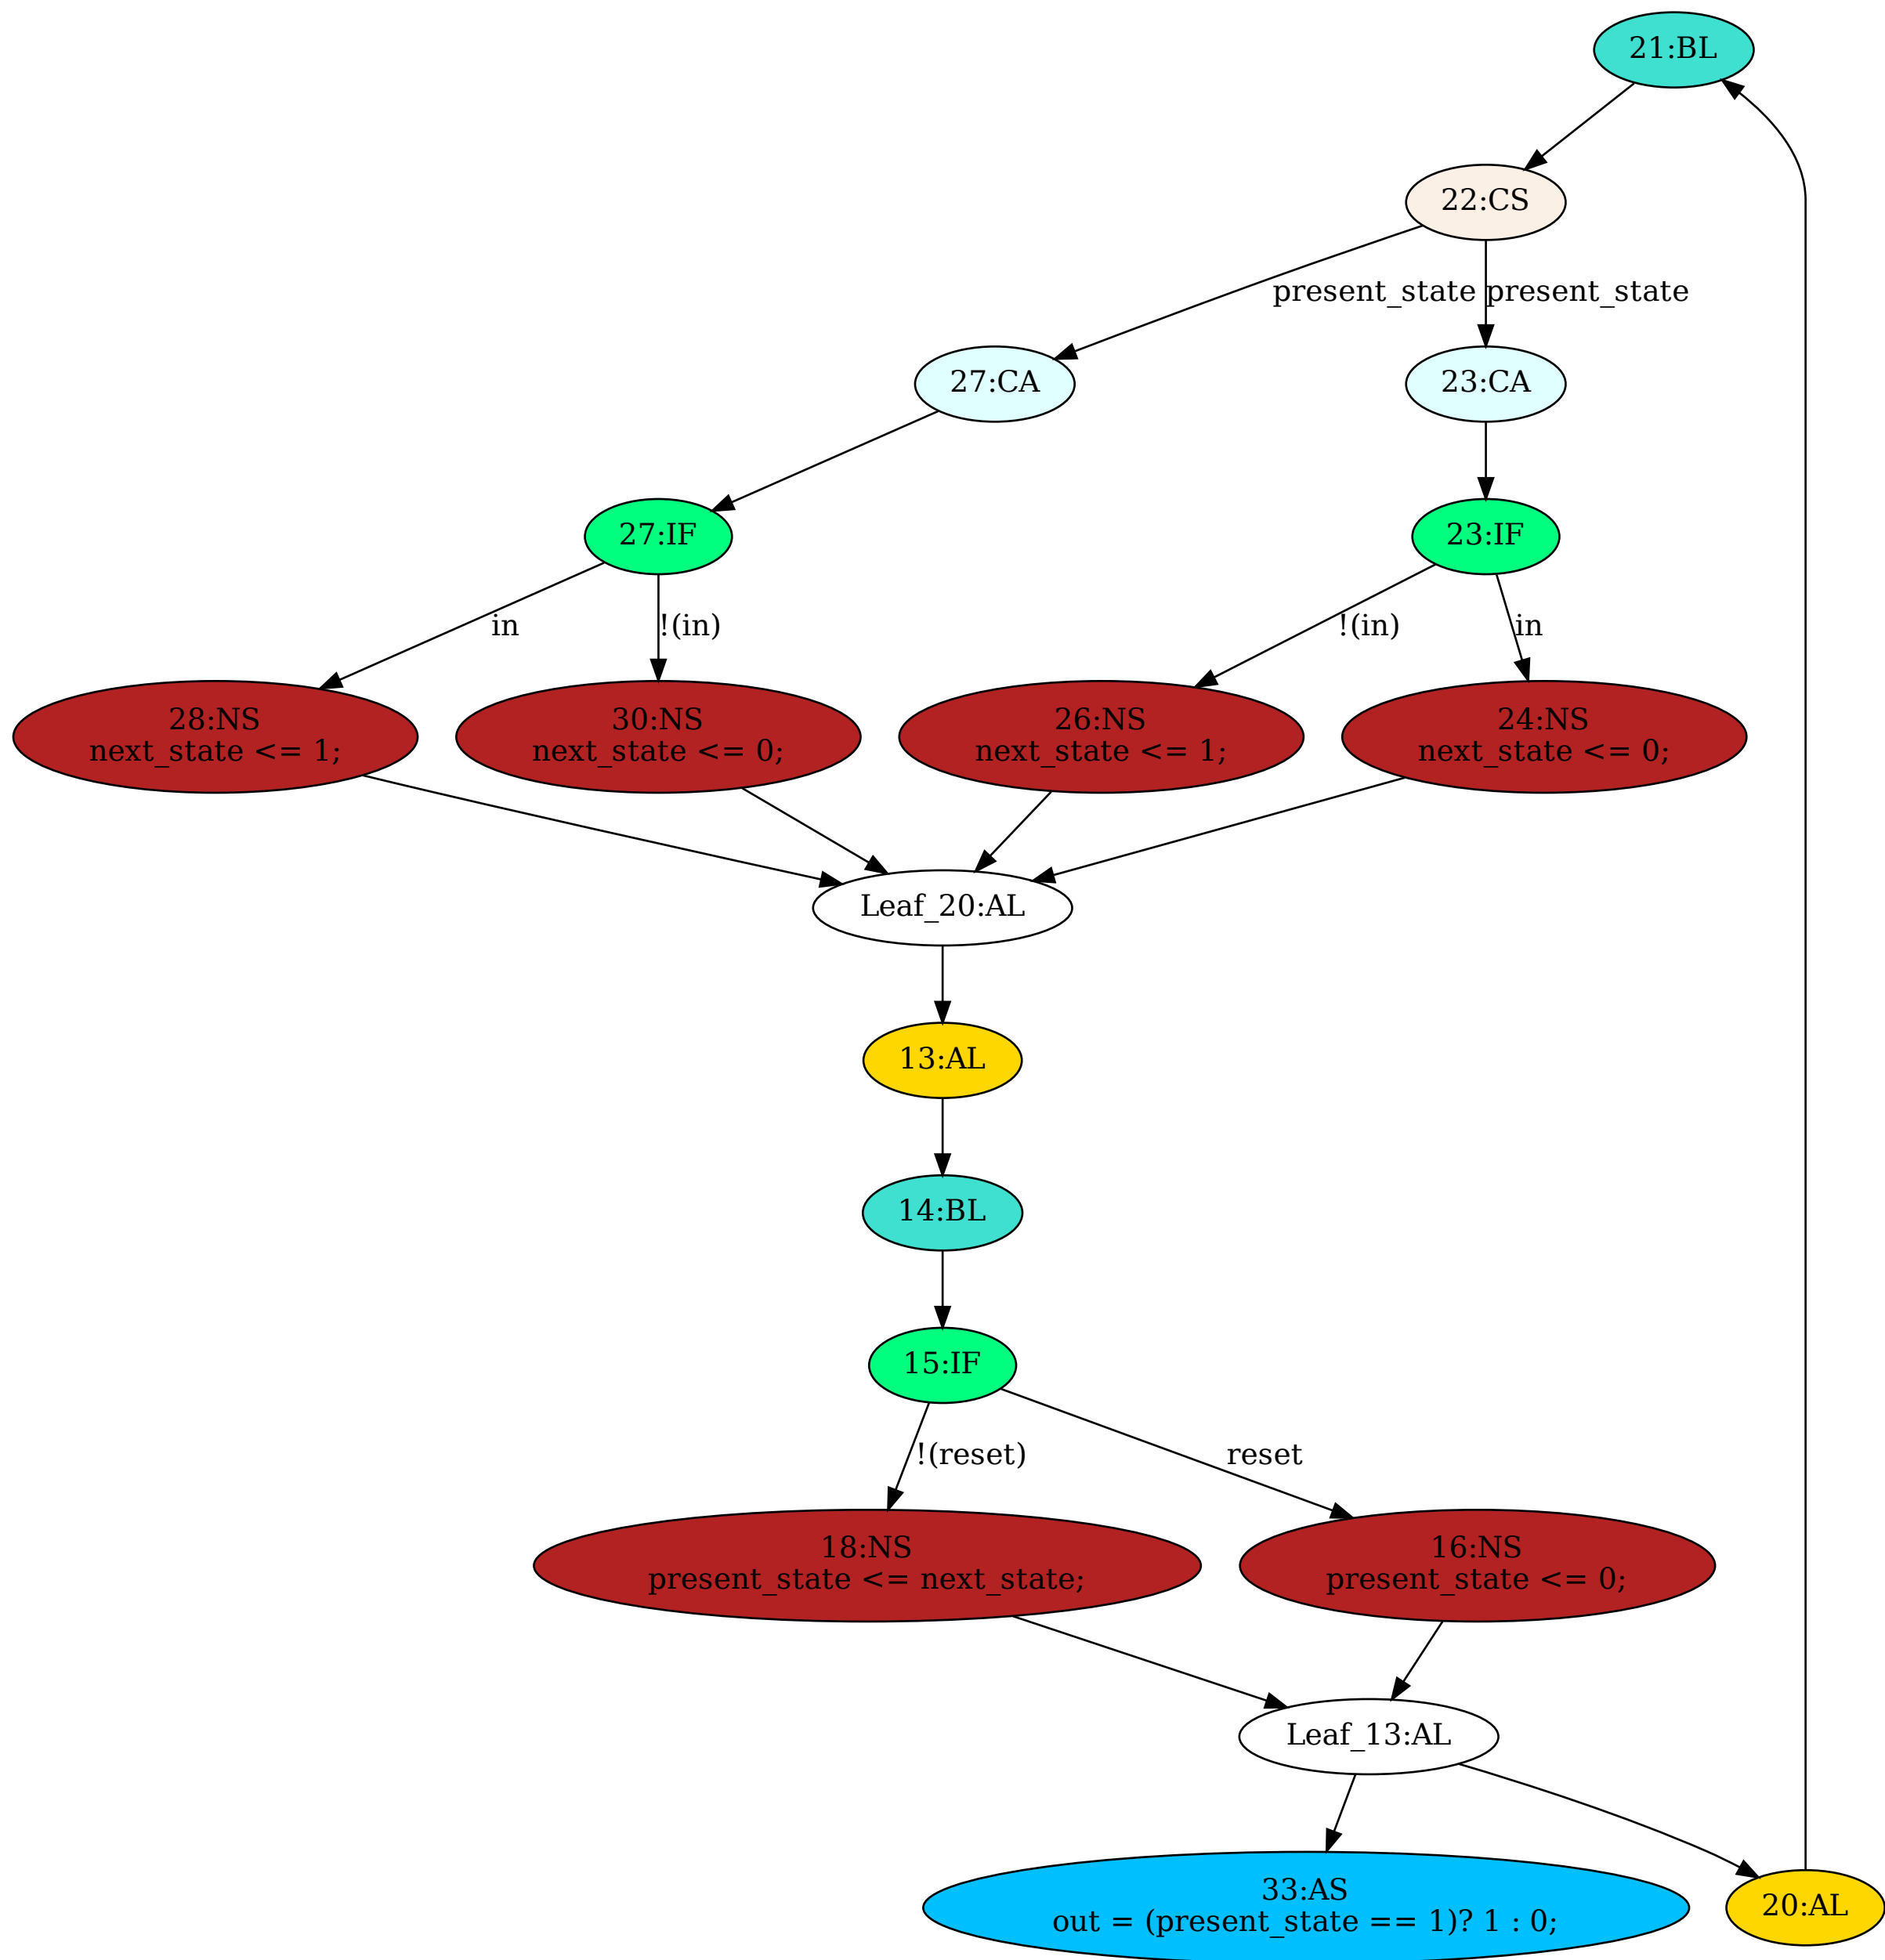 21:BL
22:CS
present_state
present_state
27:CA
23:CA
27:IF
23:IF
in
!(in)
!(in)
in
28:NS
next_state <= 1;
30:NS
next_state <= 0;
26:NS
next_state <= 1;
24:NS
next_state <= 0;
Leaf_20:AL
13:AL
14:BL
15:IF
!(reset)
reset
18:NS
present_state <= next_state;
16:NS
present_state <= 0;
Leaf_13:AL
33:AS
out = (present_state == 1)? 1 : 0;
20:AL